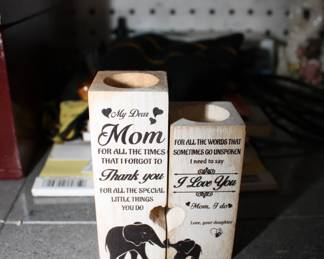 My Dear
Mom
FOR ALL THE TIMES
THAT I FORGOT TO
Thank you
FOR ALL THE SPECIAL
LITTLE THINGS
YOU DO
FOR ALL THE WORDS THAT
SOMETIMES GO UNSPOKEN
I need to say
I Love You
Mom, I do
Love, your daughter